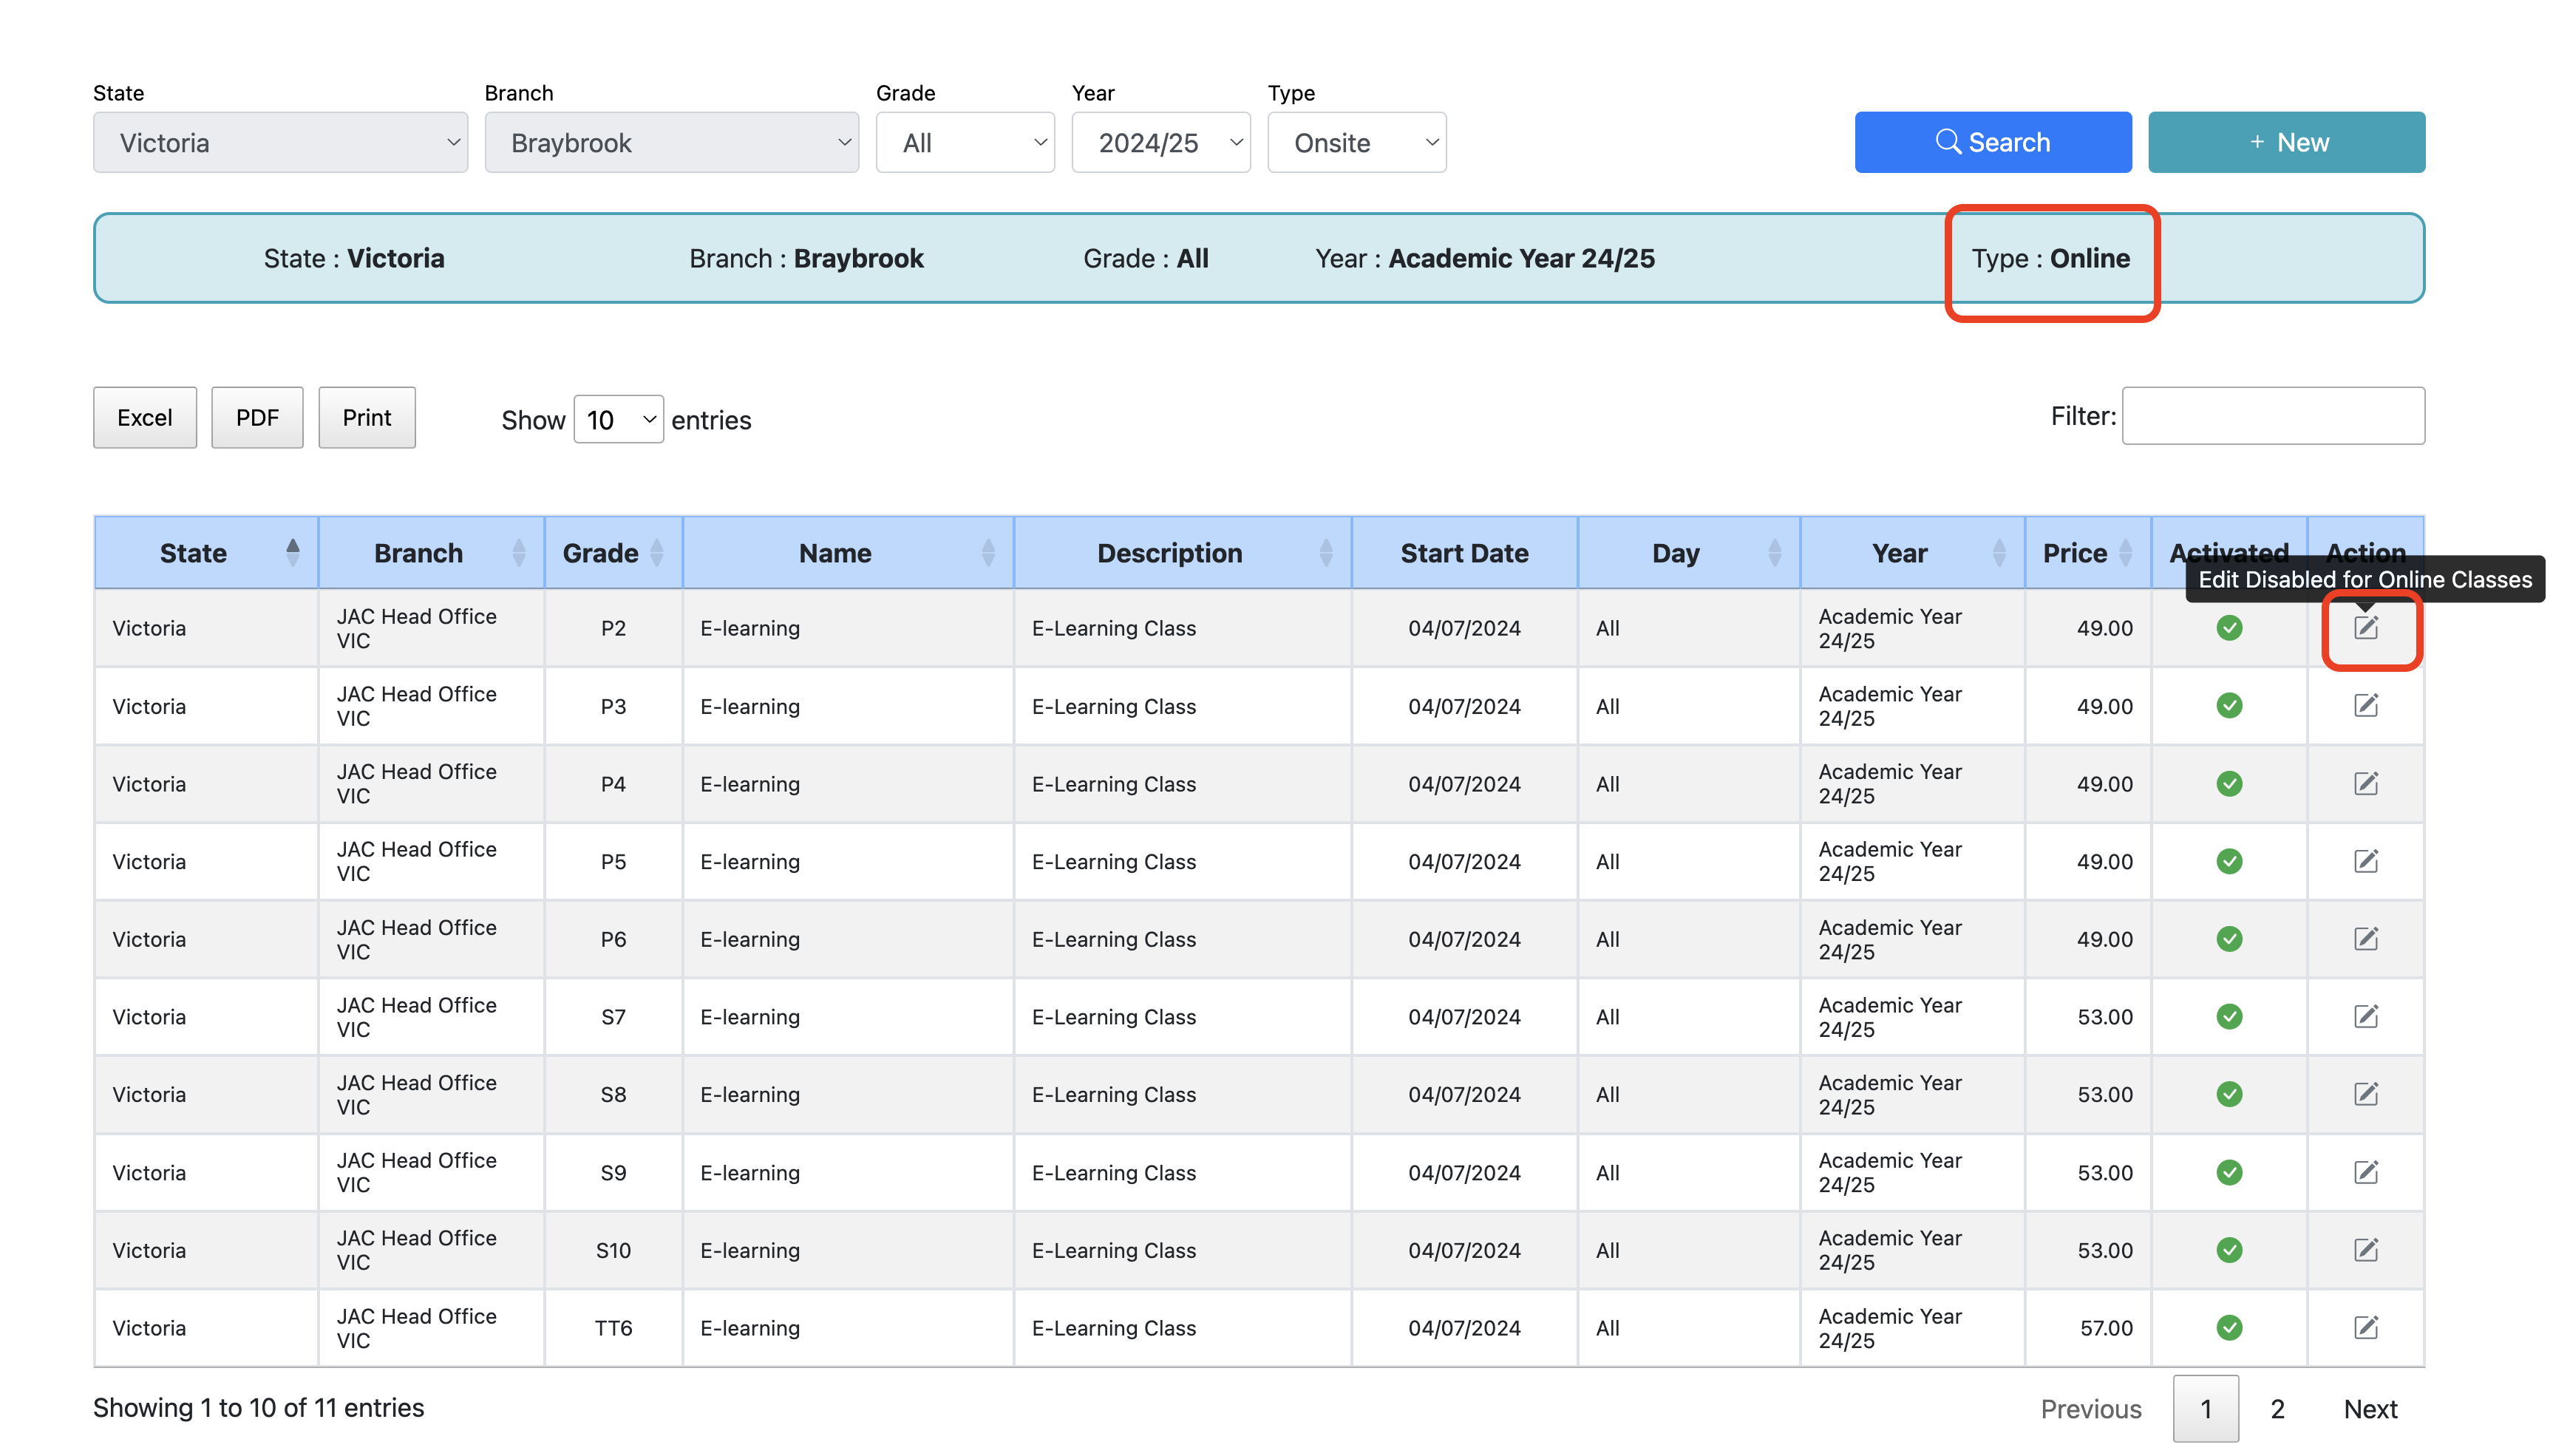 State Branch Grade Year Type
Victoria Braybrook All 2024/25 Onsite Search + New
State : Victoria Branch : Braybrook Grade : All Year : Academic Year 24/25 Type : Online
Excel PDF Print Show 10 entries Filter:
State Branch Grade Name Description Start Date Day Year Price Activated Action
Edit Disabled for Online Classes
Victoria JAC Head Office VIC P2 E-learning E-Learning Class 04/07/2024 All Academic Year 24/25 49.00
Victoria JAC Head Office VIC P3 E-learning E-Learning Class 04/07/2024 All Academic Year 24/25 49.00
Victoria JAC Head Office VIC P4 E-learning E-Learning Class 04/07/2024 All Academic Year 24/25 49.00
Victoria JAC Head Office VIC P5 E-learning E-Learning Class 04/07/2024 All Academic Year 24/25 49.00
Victoria JAC Head Office VIC P6 E-learning E-Learning Class 04/07/2024 All Academic Year 24/25 49.00
Victoria JAC Head Office VIC S7 E-learning E-Learning Class 04/07/2024 All Academic Year 24/25 53.00
Victoria JAC Head Office VIC S8 E-learning E-Learning Class 04/07/2024 All Academic Year 24/25 53.00
Victoria JAC Head Office VIC S9 E-learning E-Learning Class 04/07/2024 All Academic Year 24/25 53.00
Victoria JAC Head Office VIC S10 E-learning E-Learning Class 04/07/2024 All Academic Year 24/25 53.00
Victoria JAC Head Office VIC TT6 E-learning E-Learning Class 04/07/2024 All Academic Year 24/25 57.00
Showing 1 to 10 of 11 entries Previous 1 2 Next